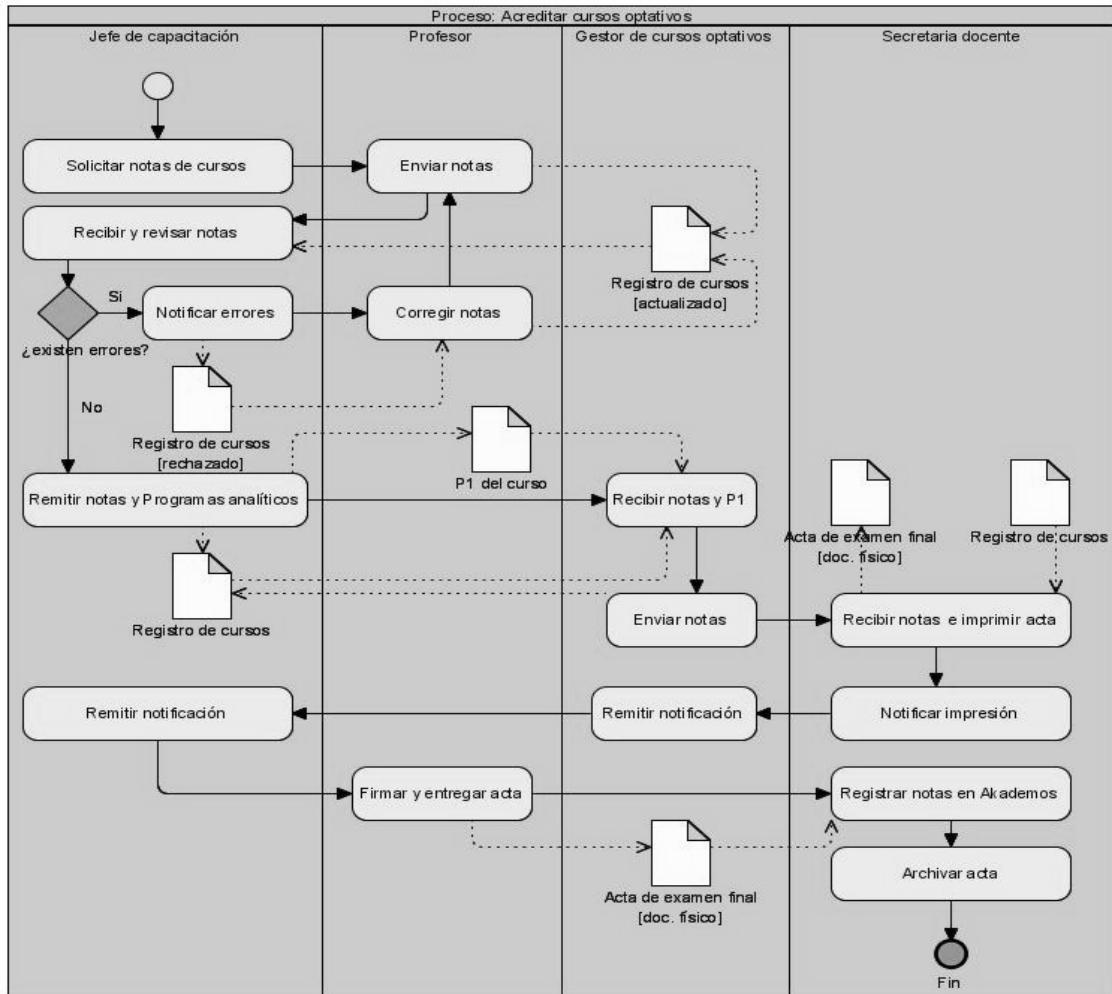 Proceso: Acreditar cursos optativos
Jefe de capacitación
Profesor
Gestor de cursos optativos
Secretaria docente
Solicitar notas de cursos
Enviar notas
Recibir y revisar notas
Registro de cursos
[actualizado]
Si
Notificar errores
Corregir notas
¿existen errores?
No
Registro de cursos
[rechazado]
P1 del curso
Remitir notas y Programas analíticos
Recibir notas y P1
Acta de examen final
[doc. físico]
Registro de cursos
Registro de cursos
Enviar notas
Recibir notas e imprimir acta
Remitir notificación
Remitir notificación
Notificar impresión
Firmar y entregar acta
Registrar notas en Akademos
Acta de examen final
[doc. físico]
Archivar acta
Fin